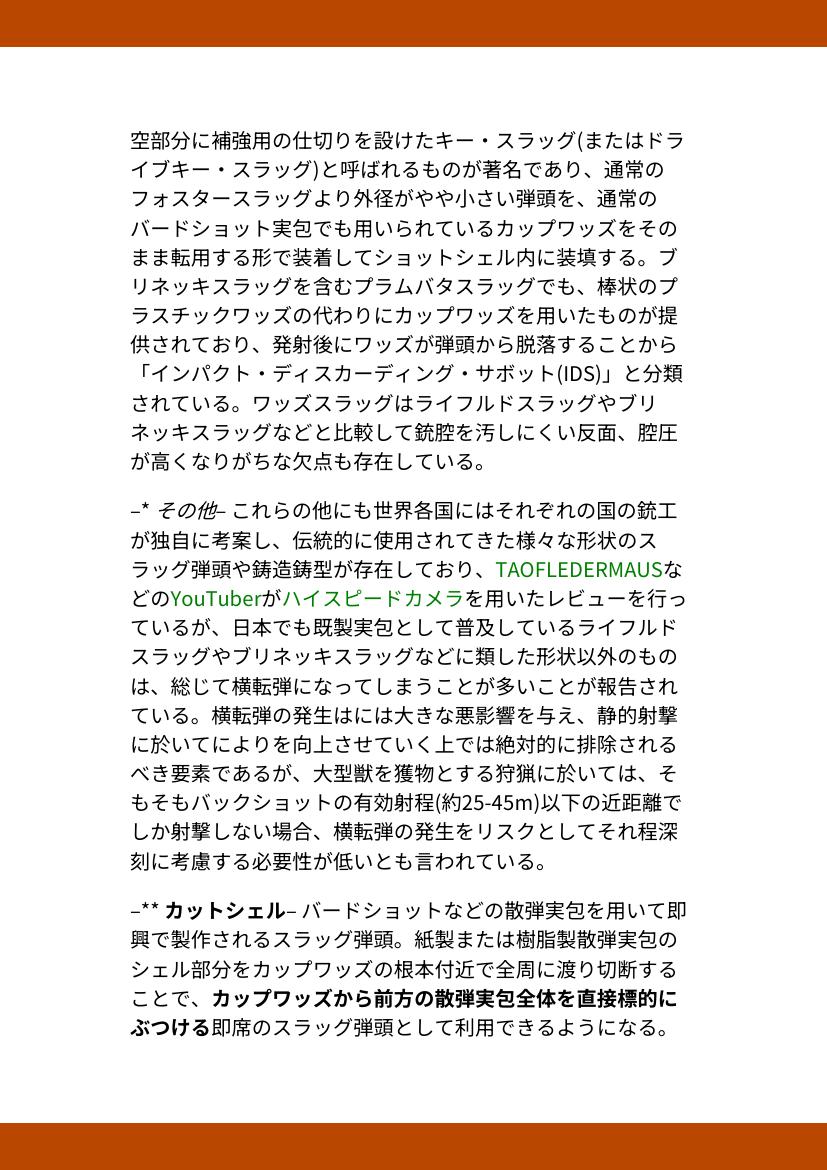 空部分に補強用の仕切りを設けたキー・スラッグ(またはドラ
イブキー・スラッグ)と呼ばれるものが著名であり、通常の
フォスタースラッグより外径がやや小さい弾頭を、通常の
バードショット実包でも用いられているカップワッズをその
まま転用する形で装着してショットシェル内に装填する。ブ
リネッキスラッグを含むプラムバタスラッグでも、棒状のプ
ラスチックワッズの代わりにカップワッズを用いたものが提
供されており、発射後にワッズが弾頭から脱落することから
「インパクト・ディスカーディング・サボット(IDS)」と分類
されている。ワッズスラッグはライフルドスラッグやブリ
ネッキスラッグなどと比較して銃腔を汚しにくい反面、腔圧
が高くなりがちな欠点も存在している。
–* その他– これらの他にも世界各国にはそれぞれの国の銃工
が独自に考案し、伝統的に使用されてきた様々な形状のス
ラッグ弾頭や鋳造鋳型が存在しており、TAOFLEDERMAUSな
どのYouTuberがハイスピードカメラを用いたレビューを行っ
ているが、日本でも既製実包として普及しているライフルド
スラッグやブリネッキスラッグなどに類した形状以外のもの
は、総じて横転弾になってしまうことが多いことが報告され
ている。横転弾の発生はには大きな悪影響を与え、静的射撃
に於いてによりを向上させていく上では絶対的に排除される
べき要素であるが、大型獣を獲物とする狩猟に於いては、そ
もそもバックショットの有効射程(約25-45m)以下の近距離で
しか射撃しない場合、横転弾の発生をリスクとしてそれ程深
刻に考慮する必要性が低いとも言われている。
–** カットシェル– バードショットなどの散弾実包を用いて即
興で製作されるスラッグ弾頭。紙製または樹脂製散弾実包の
シェル部分をカップワッズの根本付近で全周に渡り切断する
ことで、カップワッズから前方の散弾実包全体を直接標的に
ぶつける即席のスラッグ弾頭として利用できるようになる。